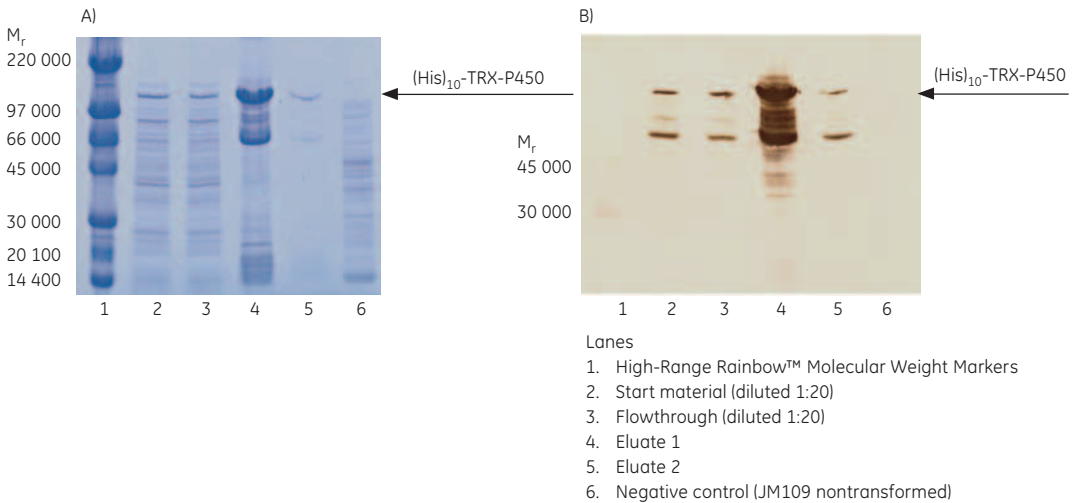 A)
Mr
220 000
97 000
66 000
45 000
30 000
20 100
14 400
(His)10-TRX-P450
1 2 3 4 5 6
B)
Mr
45 000
30 000
(His)10-TRX-P450
1 2 3 4 5 6
Lanes
1. High-Range Rainbow™ Molecular Weight Markers
2. Start material (diluted 1:20)
3. Flowthrough (diluted 1:20)
4. Eluate 1
5. Eluate 2
6. Negative control (JM109 nontransformed)